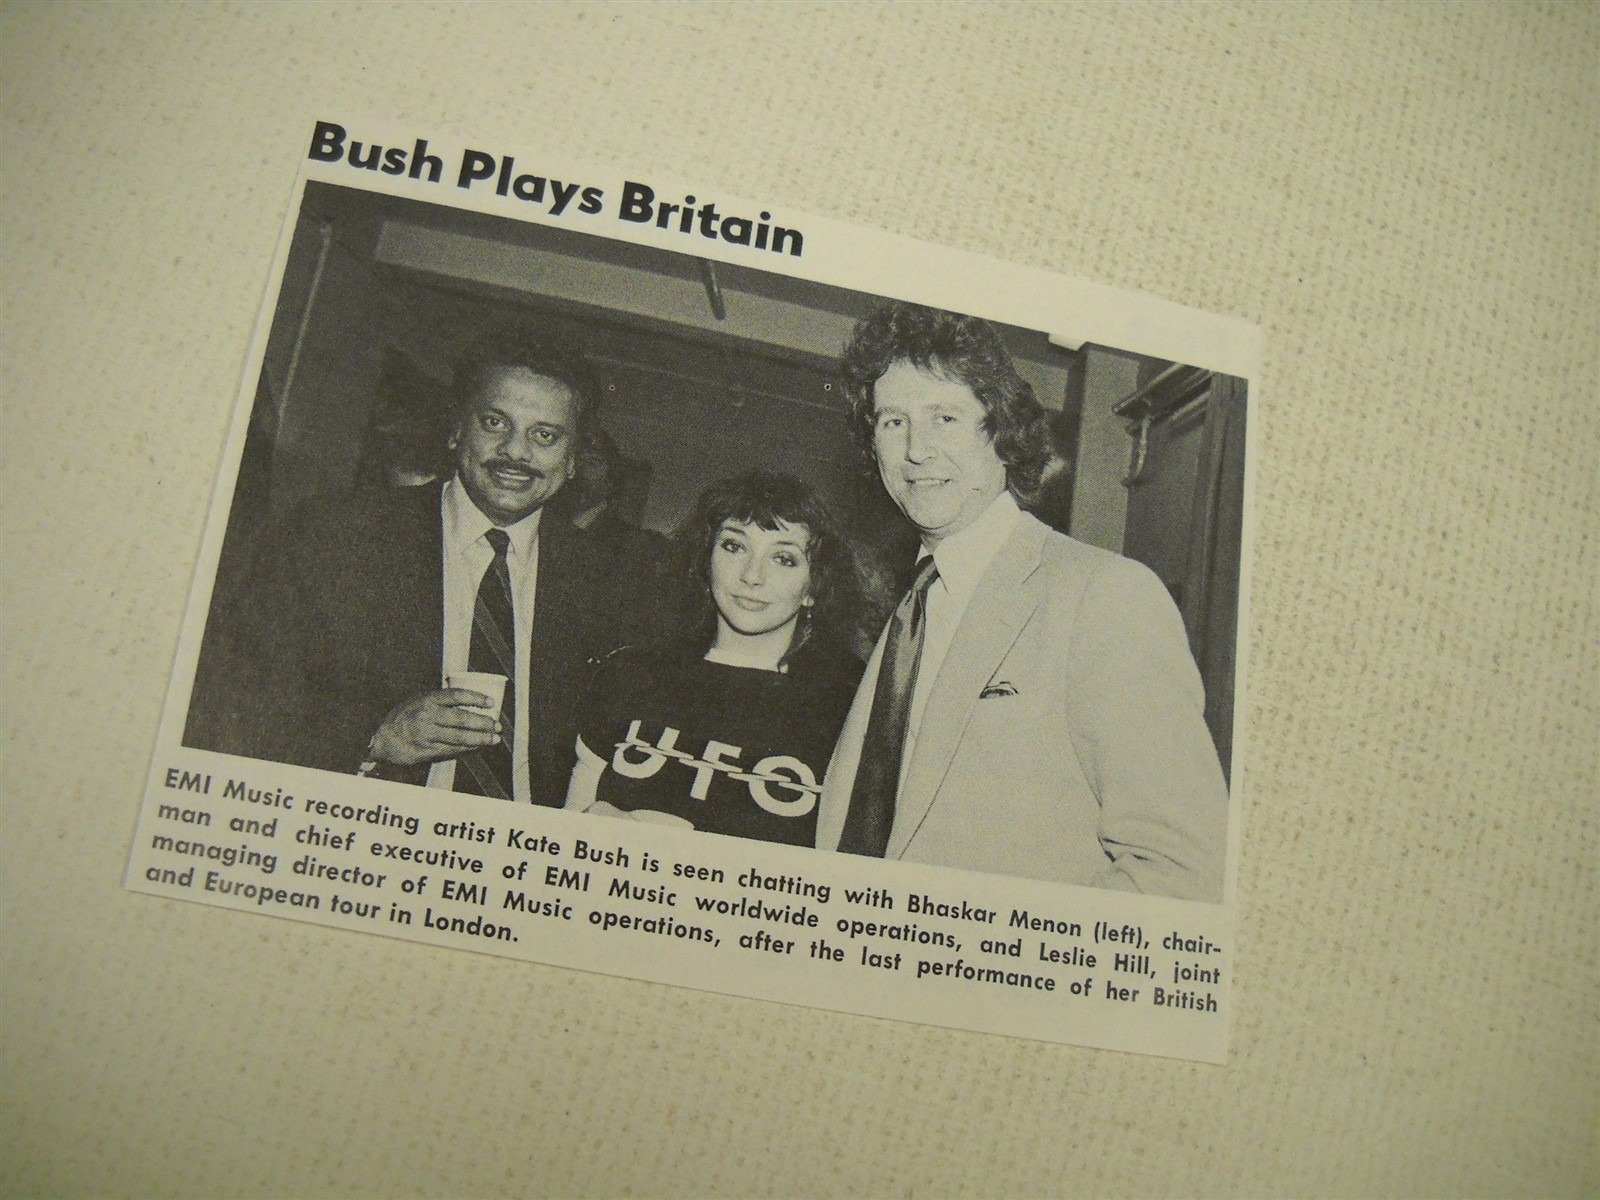 Bush Plays Britain
UFO
EMI Music recording artist Kate Bush is seen chatting with Bhaskar Menon (left), chair-
man and chief executive of EMI Music worldwide operations, and Leslie Hill, joint
managing director of EMI Music operations, after the last performance of her British
and European tour in London.